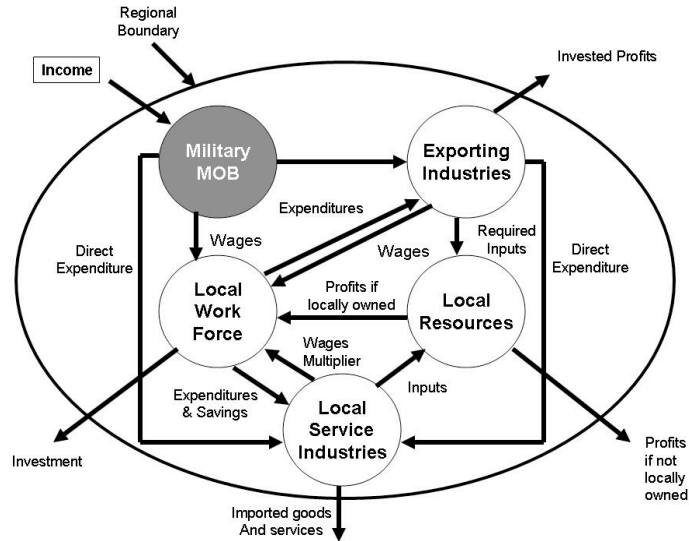 Regional
Boundary
Income
Invested Profits
Military
MOB
Exporting
Industries
Expenditures
Wages
Wages
Required
Inputs
Direct
Expenditure
Direct
Expenditure
Profits if
locally owned
Local
Work
Force
Local
Resources
Wages
Multiplier
Inputs
Expenditures
& Savings
Local
Service
Industries
Investment
Profits
if not
locally
owned
Imported goods
And services